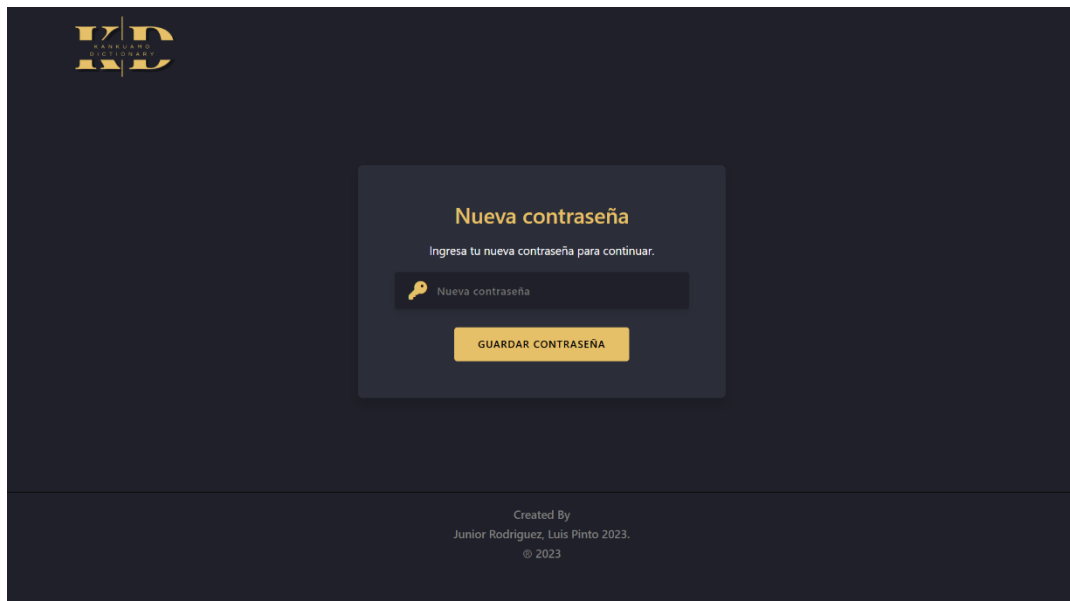 KD
KANKUAMO
DICTIONARY
Nueva contraseña
Ingresa tu nueva contraseña para continuar.
Nueva contraseña
GUARDAR CONTRASEÑA
Created By
Junior Rodriguez, Luis Pinto 2023.
® 2023